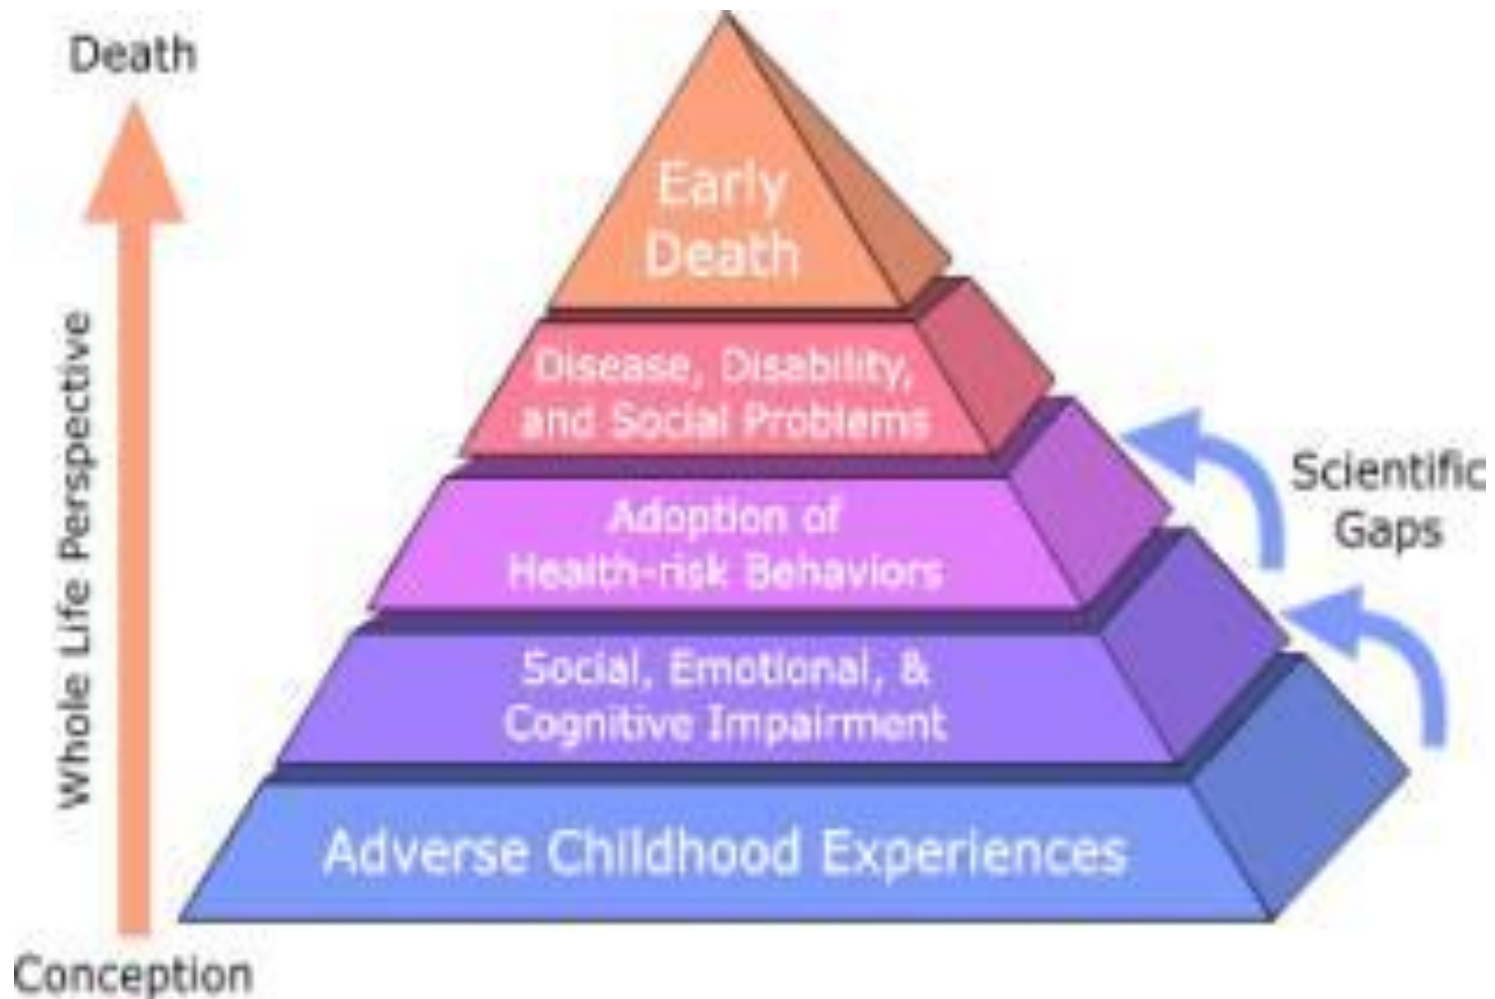 Death
Whole Life Perspective
Conception
Early
Death
Disease, Disability,
and Social Problems
Adoption of
Health-risk Behaviors
Social, Emotional, &
Cognitive Impairment
Adverse Childhood Experiences
Scientific
Gaps